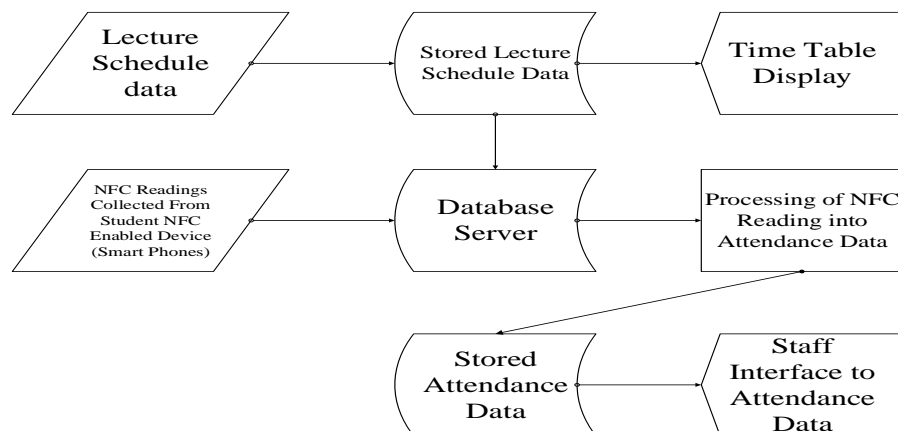 Lecture
Schedule
data
Stored Lecture
Schedule Data
Time Table
Display
NFC Readings
Collected From
Student NFC
Enabled Device
(Smart Phones)
Database
Server
Processing of NFC
Reading into
Attendance Data
Stored
Attendance
Data
Staff
Interface to
Attendance
Data